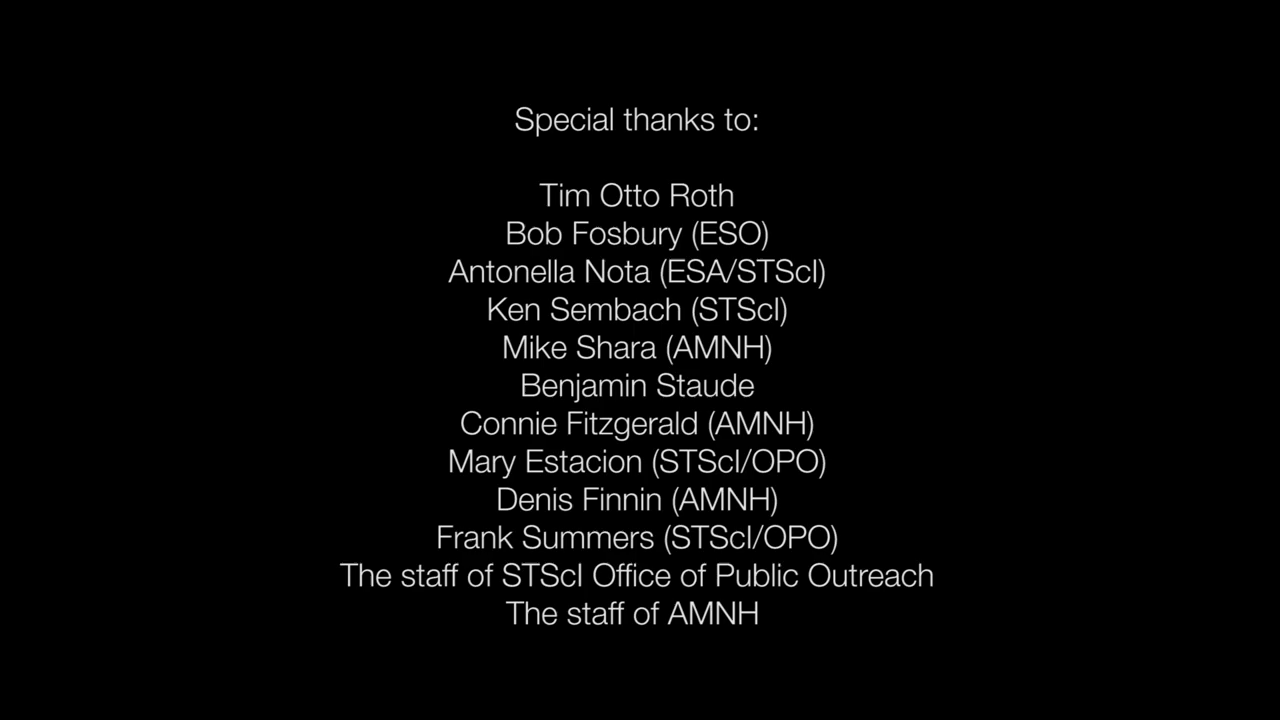 Special thanks to:
Tim Otto Roth
Bob Fosbury (ESO)
Antonella Nota (ESA/STScI)
Ken Sembach (STScI)
Mike Shara (AMNH)
Benjamin Staude
Connie Fitzgerald (AMNH)
Mary Estacion (STScI/OPO)
Denis Finnin (AMNH)
Frank Summers (STScI/OPO)
The staff of STScI Office of Public Outreach
The staff of AMNH